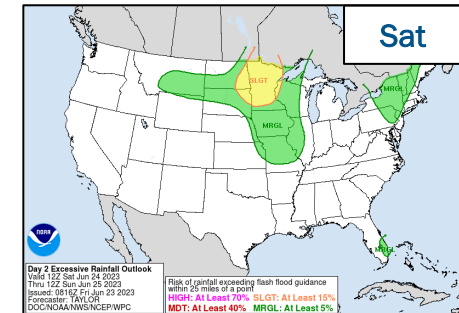 Sat
SLGT
MRGL
MRGL
MRGL
NOAA
Day 2 Excessive Rainfall Outlook
Valid 12Z Sat Jun 24 2023
Thru 12Z Sun Jun 25 2023
Issued: 0816Z Fri Jun 23 2023
Forecaster: TAYLOR
DOC/NOAA/NWS/NCEP/WPC
Risk of rainfall exceeding flash flood guidance
within 25 miles of a point
HIGH: At Least 70% SLGT: At Least 15%
MDT: At Least 40% MRGL: At Least 5%